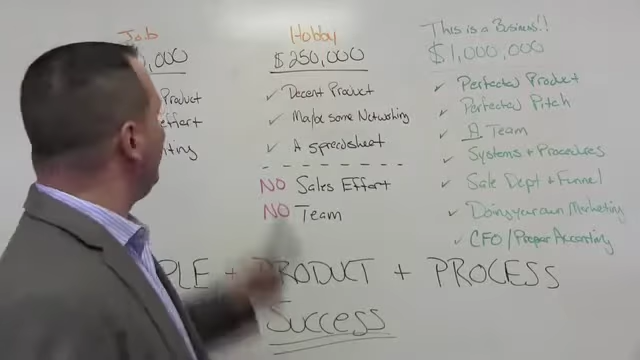 Job
0,000
Product
effort
ting
Hobby
$250,000
✓ Decent Product
✓ Maybe some Networking
✓ A spreadsheet
NO Sales Effort
NO Team
This is a Business!!
$1,000,000
✓ Perfected Product
✓ Perfected Pitch
✓ A Team
✓ Systems + Procedures
✓ Sale Dept + Funnel
✓ Doing your own Marketing
✓ CFO/Proper Accounting
PLE + PRODUCT + PROCESS
Success